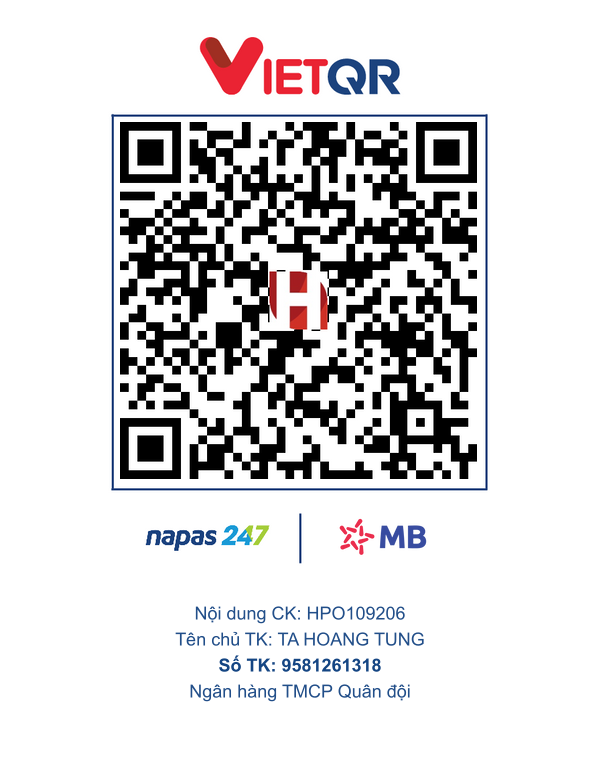 VIETQR
H
napas 247
MB
Nội dung CK: HPO109206
Tên chủ TK: TA HOANG TUNG
Số TK: 9581261318
Ngân hàng TMCP Quân đội